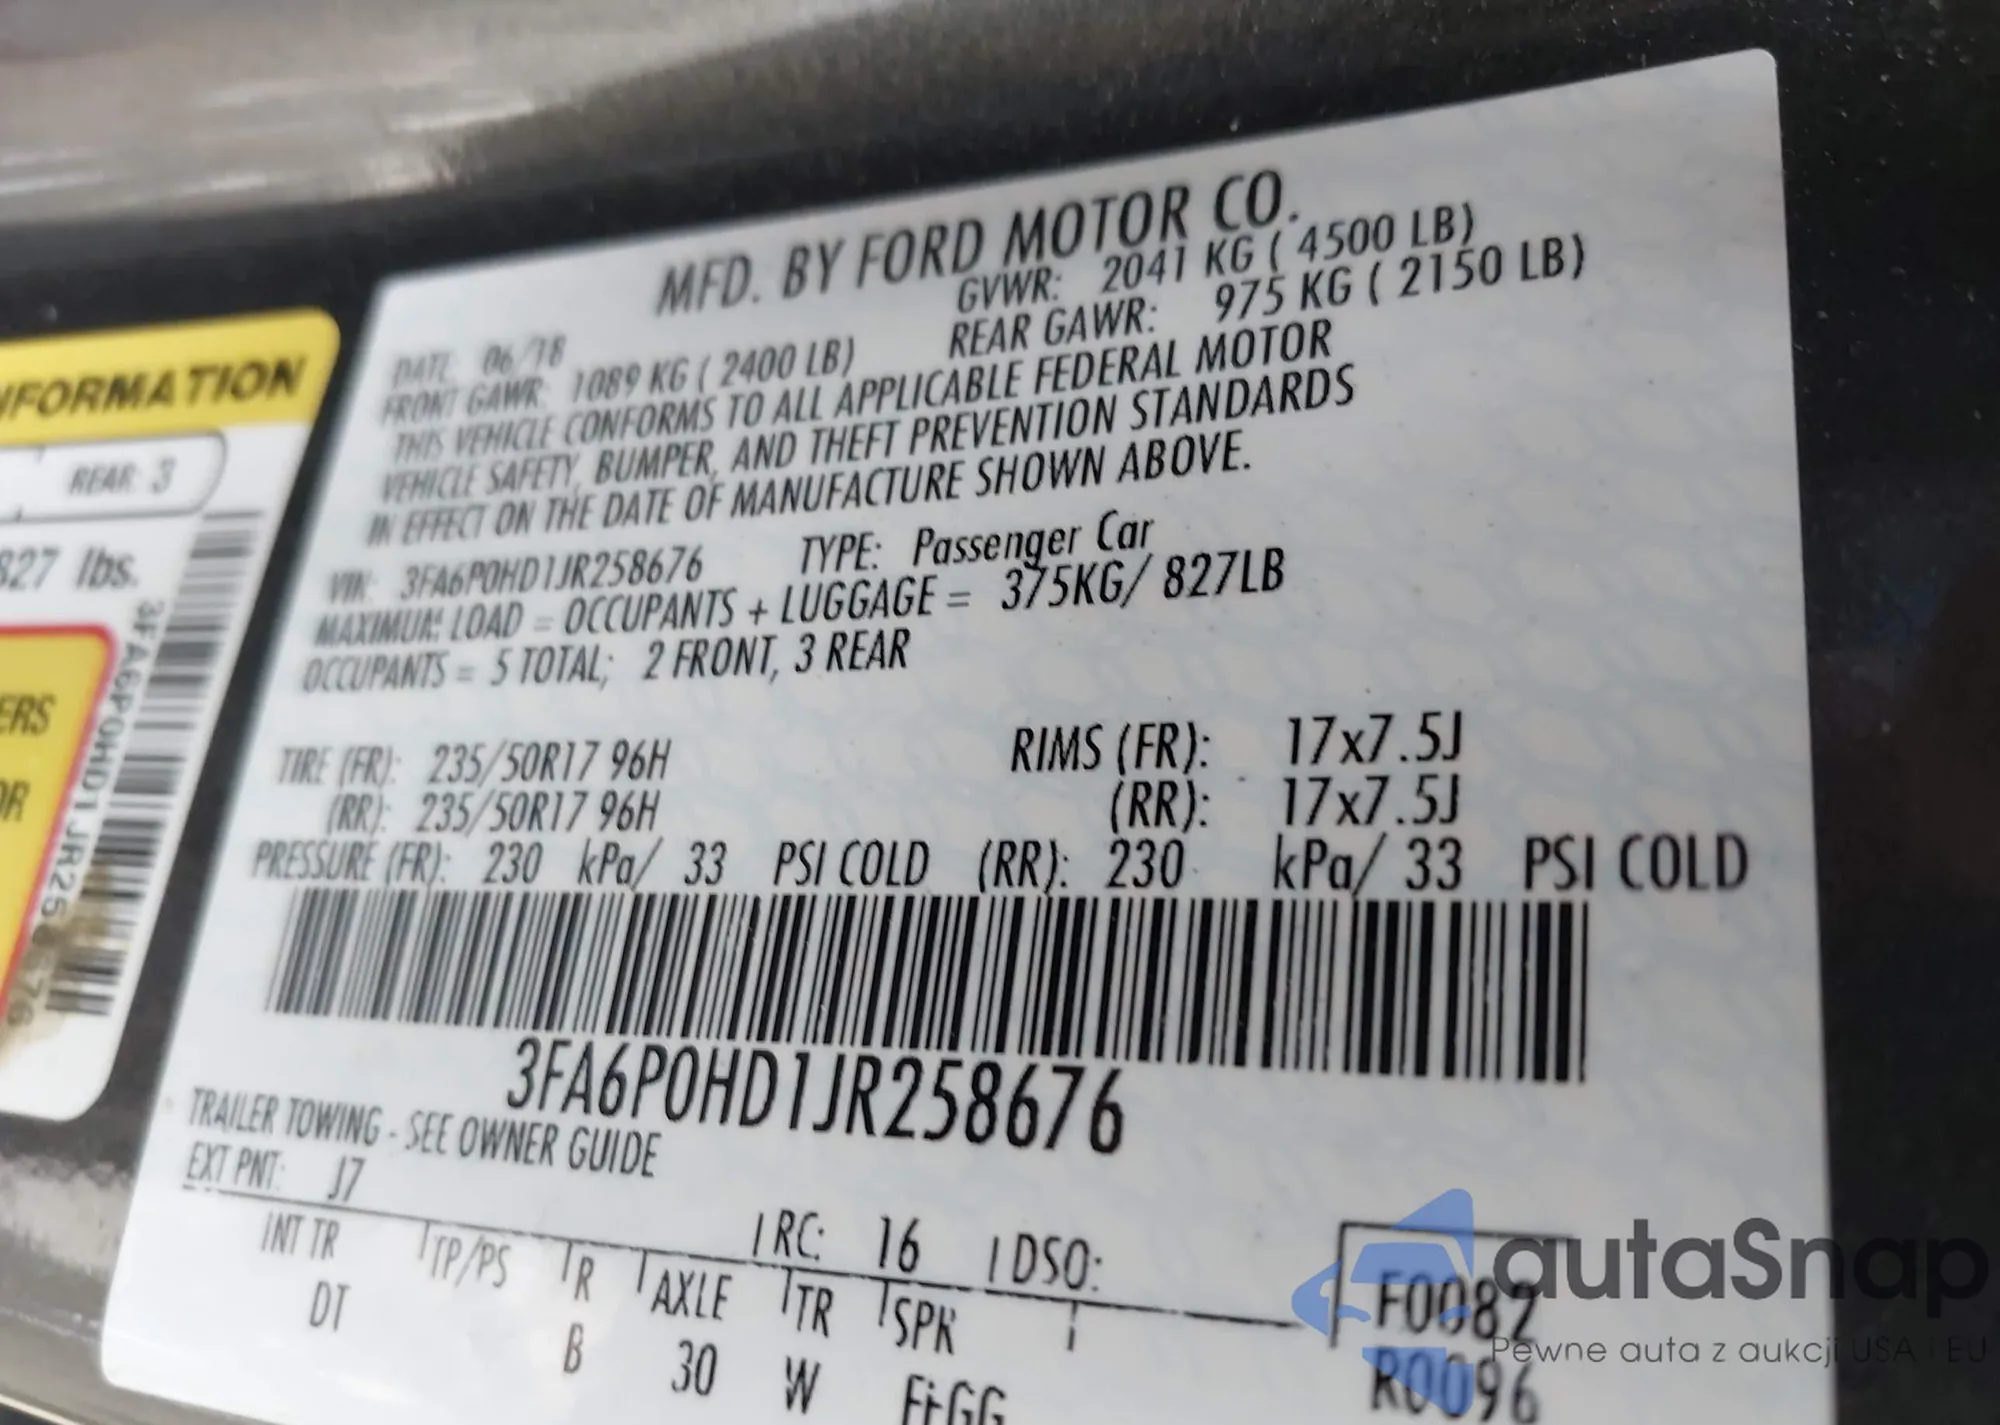 MFD. BY FORD MOTOR CO.
DATE: 06/18 GVWR: 2041 KG ( 4500 LB)
FRONT GAWR: 1089 KG ( 2400 LB) REAR GAWR: 975 KG ( 2150 LB)
THIS VEHICLE CONFORMS TO ALL APPLICABLE FEDERAL MOTOR
VEHICLE SAFETY, BUMPER, AND THEFT PREVENTION STANDARDS
IN EFFECT ON THE DATE OF MANUFACTURE SHOWN ABOVE.
VIN: 3FA6P0HD1JR258676 TYPE: Passenger Car
MAXIMUM LOAD = OCCUPANTS + LUGGAGE = 375KG/ 827LB
OCCUPANTS = 5 TOTAL; 2 FRONT, 3 REAR
TIRE (FR): 235/50R17 96H RIMS (FR): 17x7.5J
(RR): 235/50R17 96H (RR): 17x7.5J
PRESSURE (FR): 230 kPa/ 33 PSI COLD (RR): 230 kPa/ 33 PSI COLD
3FA6P0HD1JR258676
TRAILER TOWING - SEE OWNER GUIDE
EXT PNT: J7 RC: 16 DSO:
INT TR TP/PS R AXLE TR SPR F0082
DT B 30 W R0096
NFORMATION
REAR: 3
827 lbs.
ERS
OR
3FA6P0HD1JR25
76
autaSnap
Pewne auta z aukcji USA i EU